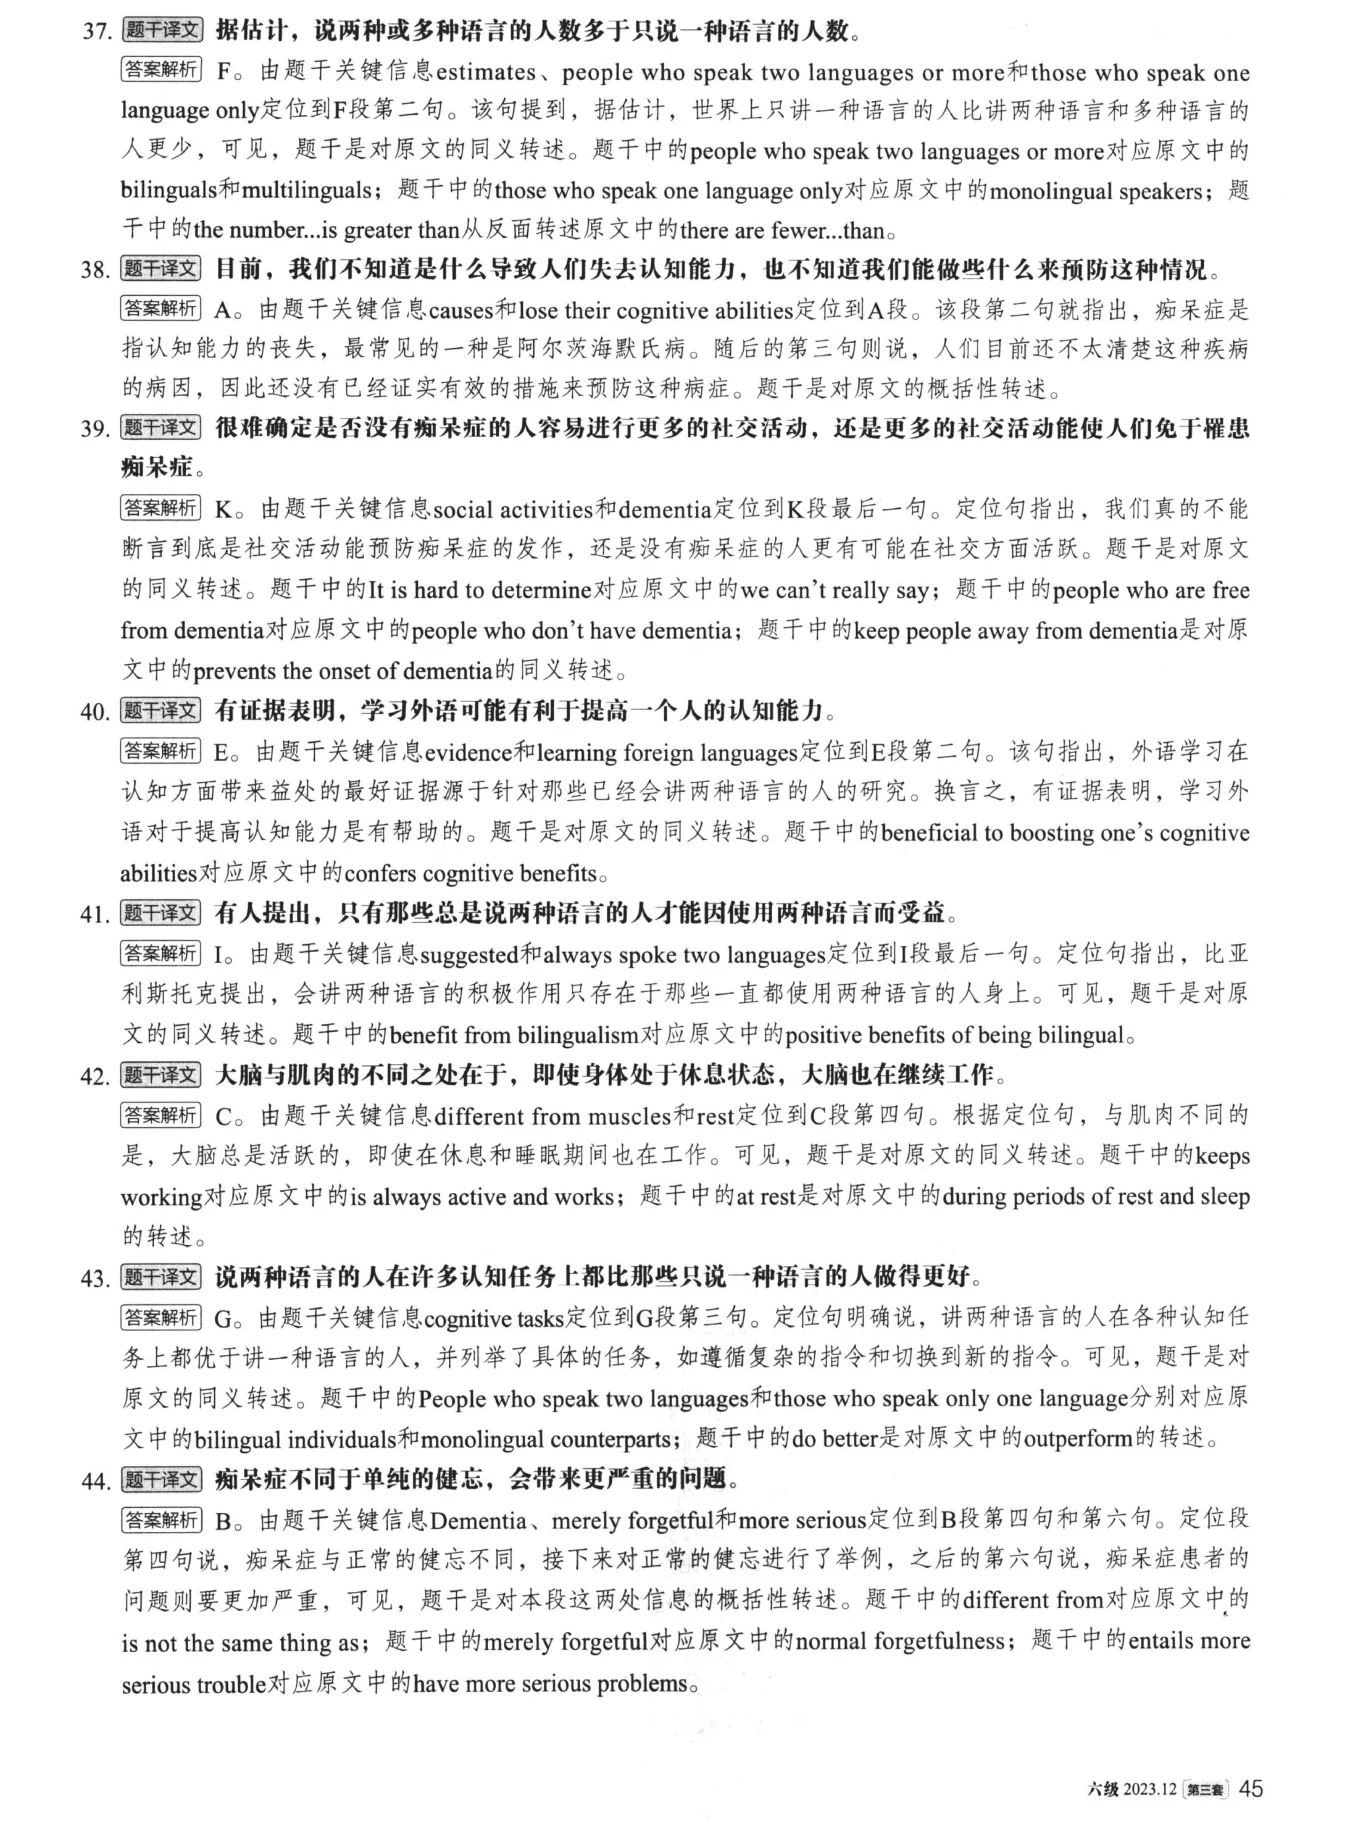 37. 题干译文 据估计，说两种或多种语言的人数多于只说一种语言的人数。
答案解析 F。由题干关键信息estimates、people who speak two languages or more和those who speak one
language only定位到F段第二句。该句提到，据估计，世界上只讲一种语言的人比讲两种语言和多种语言的
人更少，可见，题干是对原文的同义转述。题干中的people who speak two languages or more对应原文中的
bilinguals和multilinguals；题干中的those who speak one language only对应原文中的monolingual speakers；题
干中的the number...is greater than从反面转述原文中的there are fewer...than。
38. 题干译文 目前，我们不知道是什么导致人们失去认知能力，也不知道我们能做些什么来预防这种情况。
答案解析 A。由题干关键信息causes和lose their cognitive abilities定位到A段。该段第二句就指出，痴呆症是
指认知能力的丧失，最常见的一种是阿尔茨海默氏病。随后的第三句则说，人们目前还不太清楚这种疾病
的病因，因此还没有已经证实有效的措施来预防这种病症。题干是对原文的概括性转述。
39. 题干译文 很难确定是否没有痴呆症的人容易进行更多的社交活动，还是更多的社交活动能使人们免于罹患
痴呆症。
答案解析 K。由题干关键信息social activities和dementia定位到K段最后一句。定位句指出，我们真的不能
断言到底是社交活动能预防痴呆症的发作，还是没有痴呆症的人更有可能在社交方面活跃。题干是对原文
的同义转述。题干中的It is hard to determine对应原文中的we can't really say；题干中的people who are free
from dementia对应原文中的people who don't have dementia；题干中的keep people away from dementia是对原
文中的prevents the onset of dementia的同义转述。
40. 题干译文 有证据表明，学习外语可能有利于提高一个人的认知能力。
答案解析 E。由题干关键信息evidence和learning foreign languages定位到E段第二句。该句指出，外语学习在
认知方面带来益处的最好证据源于针对那些已经会讲两种语言的人的研究。换言之，有证据表明，学习外
语对于提高认知能力是有帮助的。题干是对原文的同义转述。题干中的beneficial to boosting one's cognitive
abilities对应原文中的confers cognitive benefits。
41. 题干译文 有人提出，只有那些总是说两种语言的人才能因使用两种语言而受益。
答案解析 I。由题干关键信息suggested和always spoke two languages定位到I段最后一句。定位句指出，比亚
利斯托克提出，会讲两种语言的积极作用只存在于那些一直都使用两种语言的人身上。可见，题干是对原
文的同义转述。题干中的benefit from bilingualism对应原文中的positive benefits of being bilingual。
42. 题干译文 大脑与肌肉的不同之处在于，即使身体处于休息状态，大脑也在继续工作。
答案解析 C。由题干关键信息different from muscles和rest定位到C段第四句。根据定位句，与肌肉不同的
是，大脑总是活跃的，即使在休息和睡眠期间也在工作。可见，题干是对原文的同义转述。题干中的keeps
working对应原文中的is always active and works；题干中的at rest是对原文中的during periods of rest and sleep
的转述。
43. 题干译文 说两种语言的人在许多认知任务上都比那些只说一种语言的人做得更好。
答案解析 G。由题干关键信息cognitive tasks定位到G段第三句。定位句明确说，讲两种语言的人在各种认知任
务上都优于讲一种语言的人，并列举了具体的任务，如遵循复杂的指令和切换到新的指令。可见，题干是对
原文的同义转述。题干中的People who speak two languages和those who speak only one language分别对应原
文中的bilingual individuals和monolingual counterparts；题干中的do better是对原文中的outperform的转述。
44. 题干译文 痴呆症不同于单纯的健忘，会带来更严重的问题。
答案解析 B。由题干关键信息Dementia、merely forgetful和more serious定位到B段第四句和第六句。定位段
第四句说，痴呆症与正常的健忘不同，接下来对正常的健忘进行了举例，之后的第六句说，痴呆症患者的
问题则要更加严重，可见，题干是对本段这两处信息的概括性转述。题干中的different from对应原文中的
is not the same thing as；题干中的merely forgetful对应原文中的normal forgetfulness；题干中的entails more
serious trouble对应原文中的have more serious problems。
六级 2023.12 第三套 45